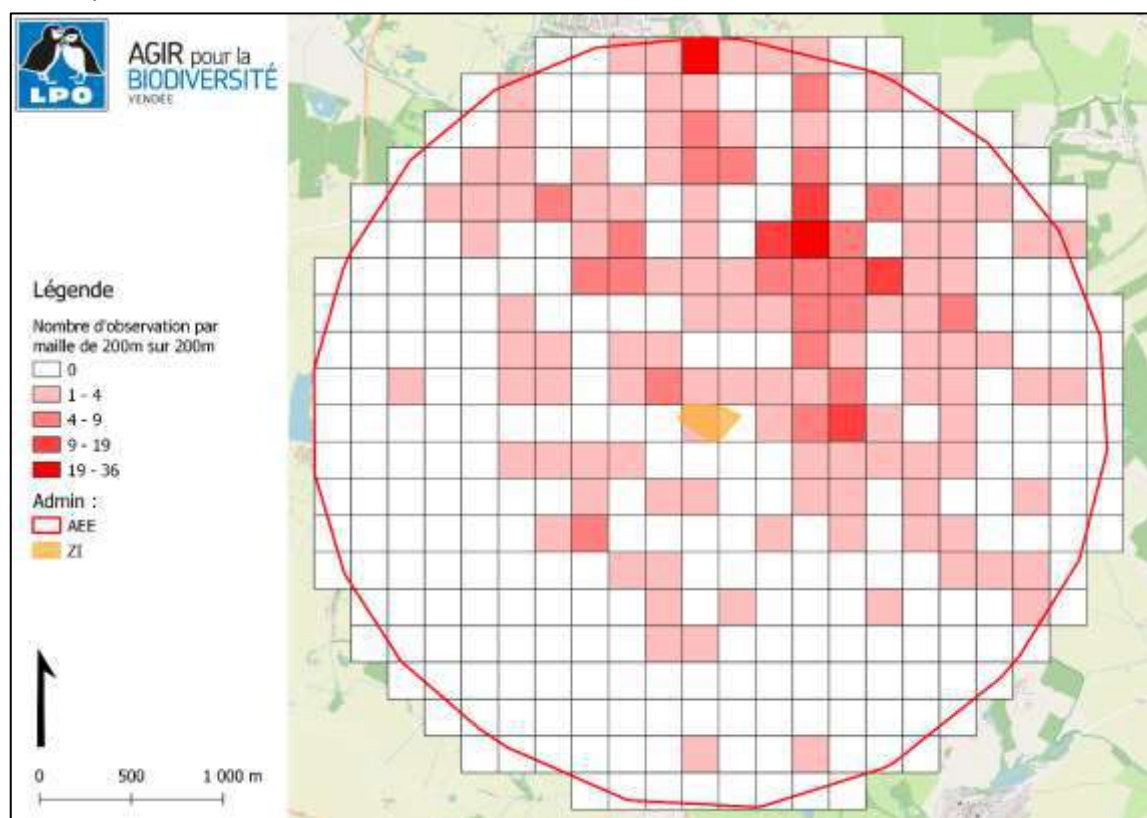 LPO
AGIR pour la
BIODIVERSITÉ
VENDÉE
Légende
Nombre d'observation par
maille de 200m sur 200m
0
1 - 4
4 - 9
9 - 19
19 - 36
Admin :
AEE
ZI
0 500 1 000 m